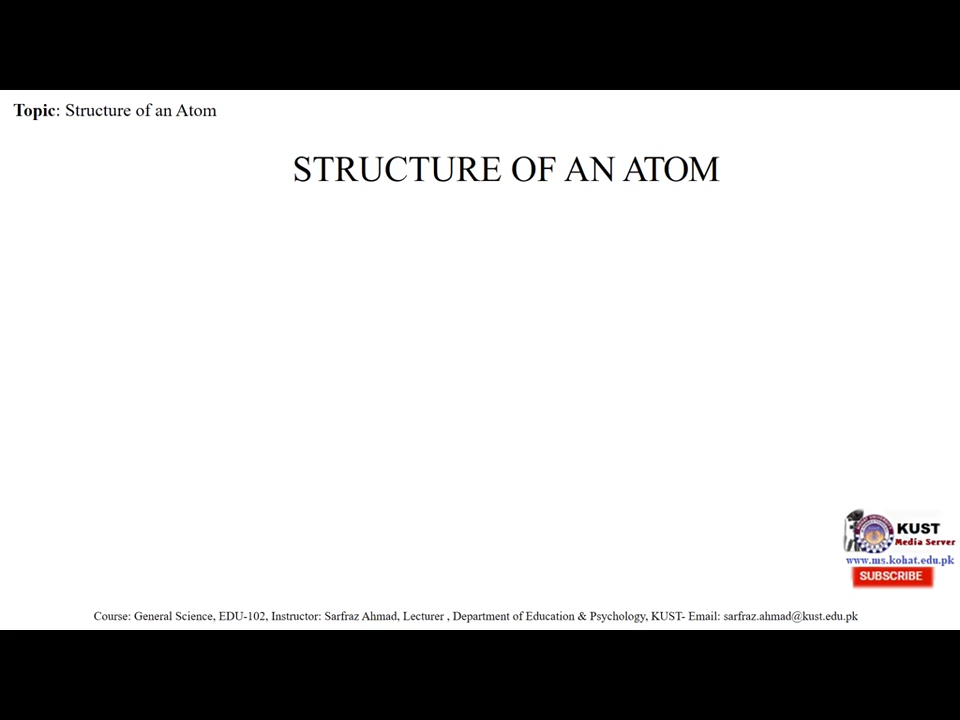 Topic: Structure of an Atom
STRUCTURE OF AN ATOM
KUST
Media Server
www.ms.kohat.edu.pk
SUBSCRIBE
Course: General Science, EDU-102, Instructor: Sarfraz Ahmad, Lecturer , Department of Education & Psychology, KUST- Email: sarfraz.ahmad@kust.edu.pk